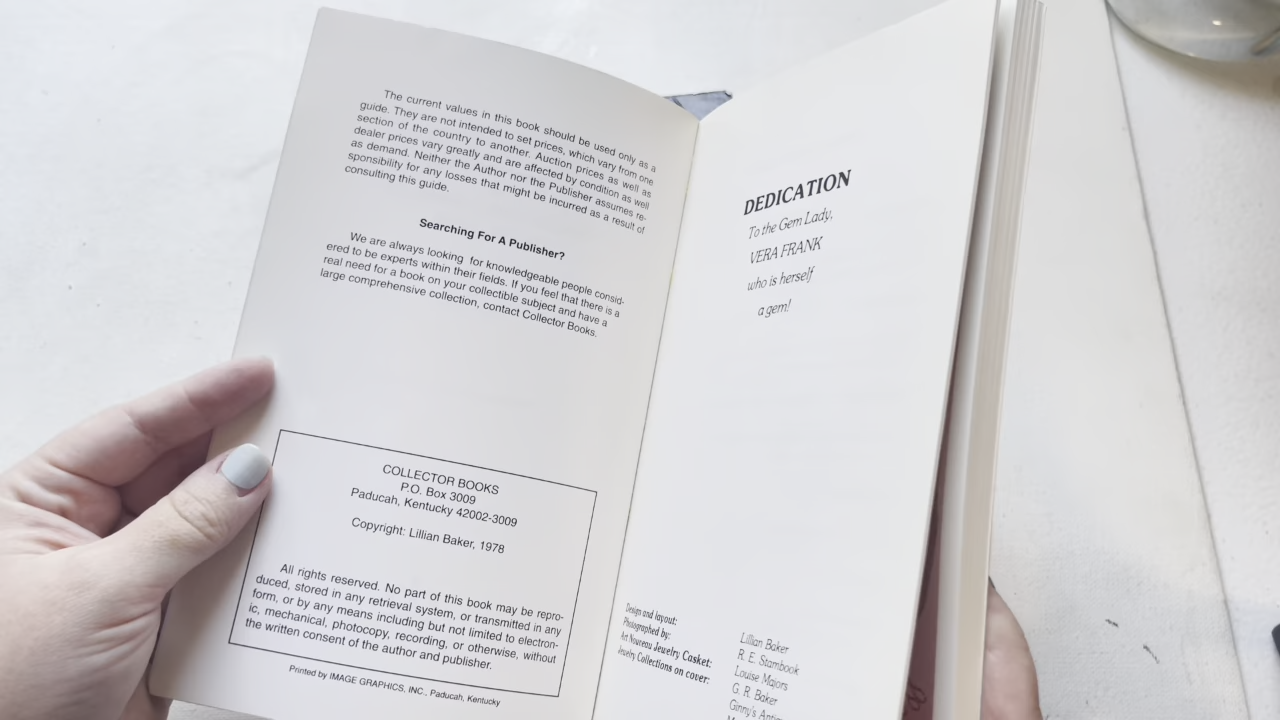 The current values in this book should be used only as a
guide. They are not intended to set prices, which vary from one
section of the country to another. Auction prices as well as
dealer prices vary greatly and are affected by condition as well
as demand. Neither the Author nor the Publisher assumes re-
sponsibility for any losses that might be incurred as a result of
consulting this guide.
Searching For A Publisher?
We are always looking for knowledgeable people consid-
ered to be experts within their fields. If you feel that there is a
real need for a book on your collectible subject and have a
large comprehensive collection, contact Collector Books.
COLLECTOR BOOKS
P.O. Box 3009
Paducah, Kentucky 42002-3009
Copyright: Lillian Baker, 1978
All rights reserved. No part of this book may be repro-
duced, stored in any retrieval system, or transmitted in any
form, or by any means including but not limited to electron-
ic, mechanical, photocopy, recording, or otherwise, without
the written consent of the author and publisher.
Printed by IMAGE GRAPHICS, INC., Paducah, Kentucky
DEDICATION
To the Gem Lady,
VERA FRANK
who is herself
a gem!
Design and layout:
Photographed by:
Art Nouveau Jewelry Casket:
Jewelry Collections on cover:
Lillian Baker
R. E. Stambook
Louise Majors
G. R. Baker
Ginny's